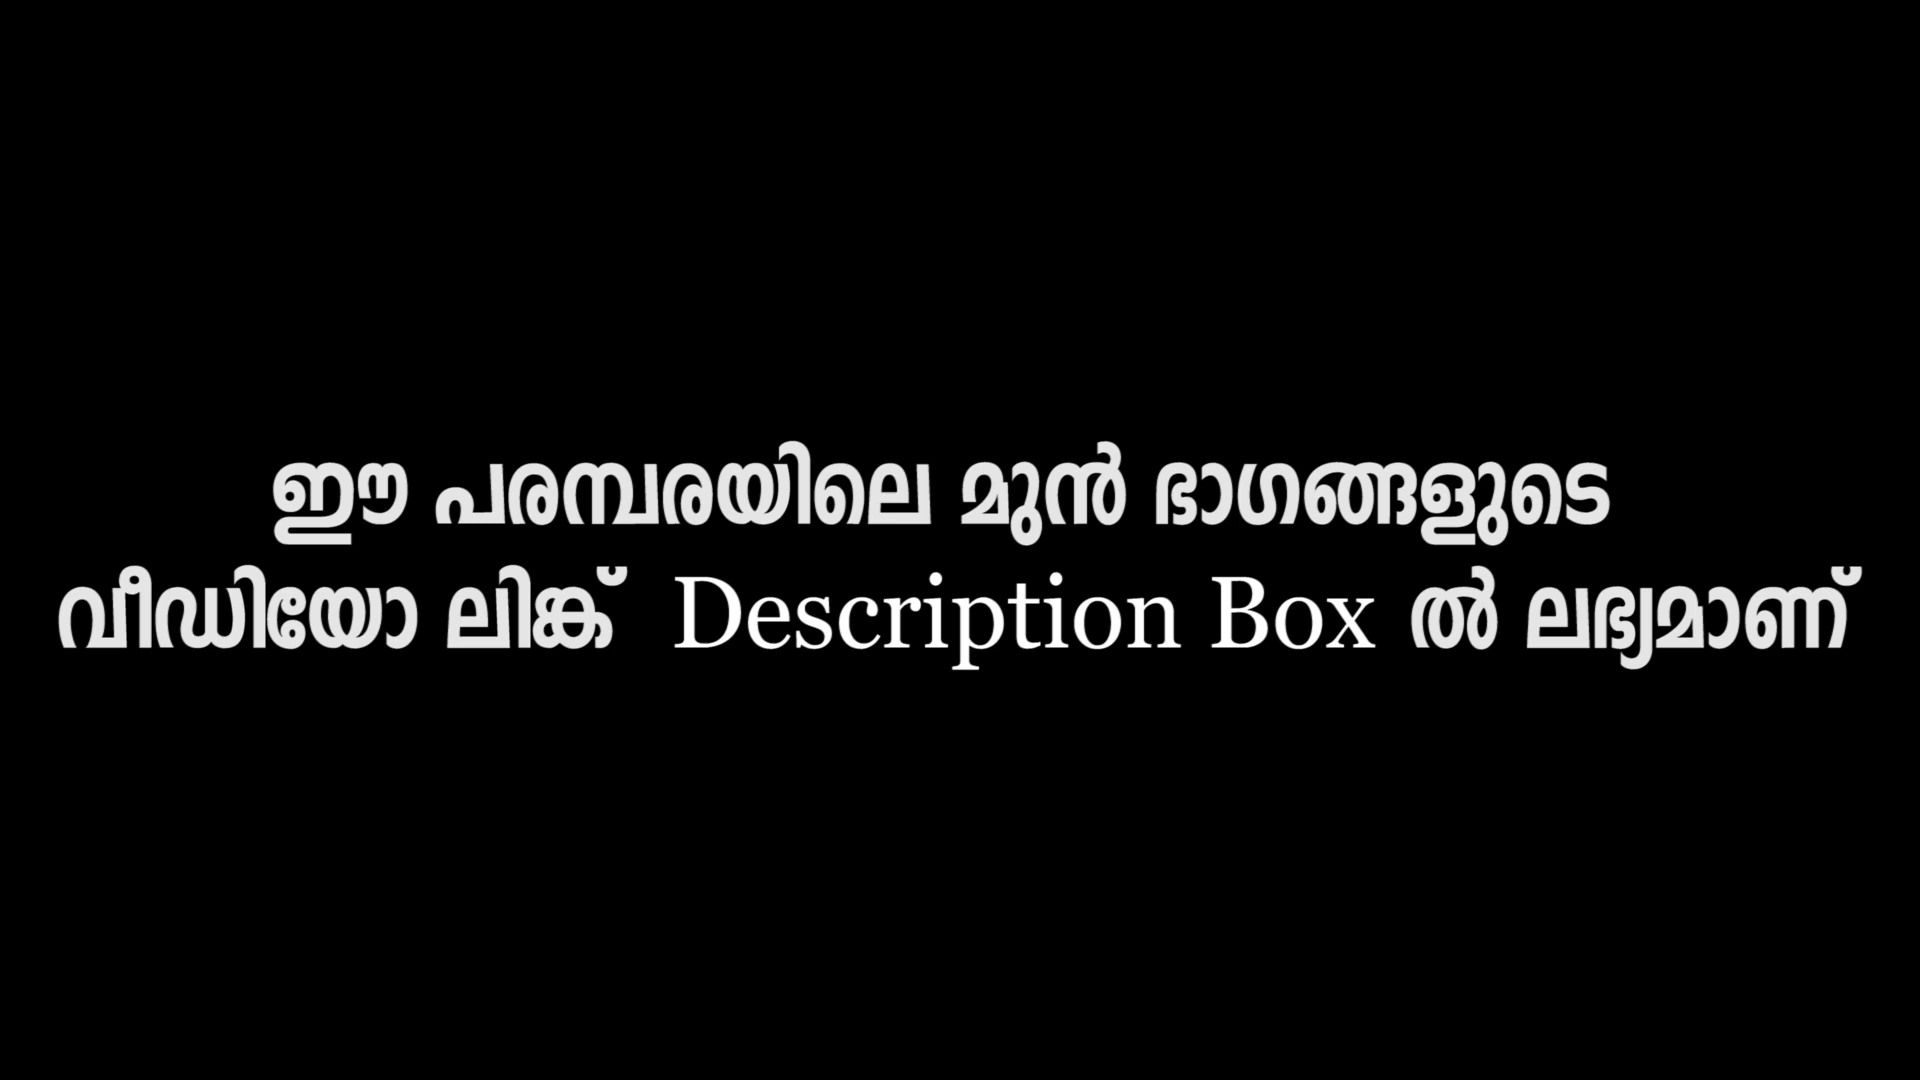 ഈ പരമ്പരയിലെ മുൻ ഭാഗങ്ങളുടെ
വീഡിയോ ലിങ്ക് Description Box ൽ ലഭ്യമാണ്